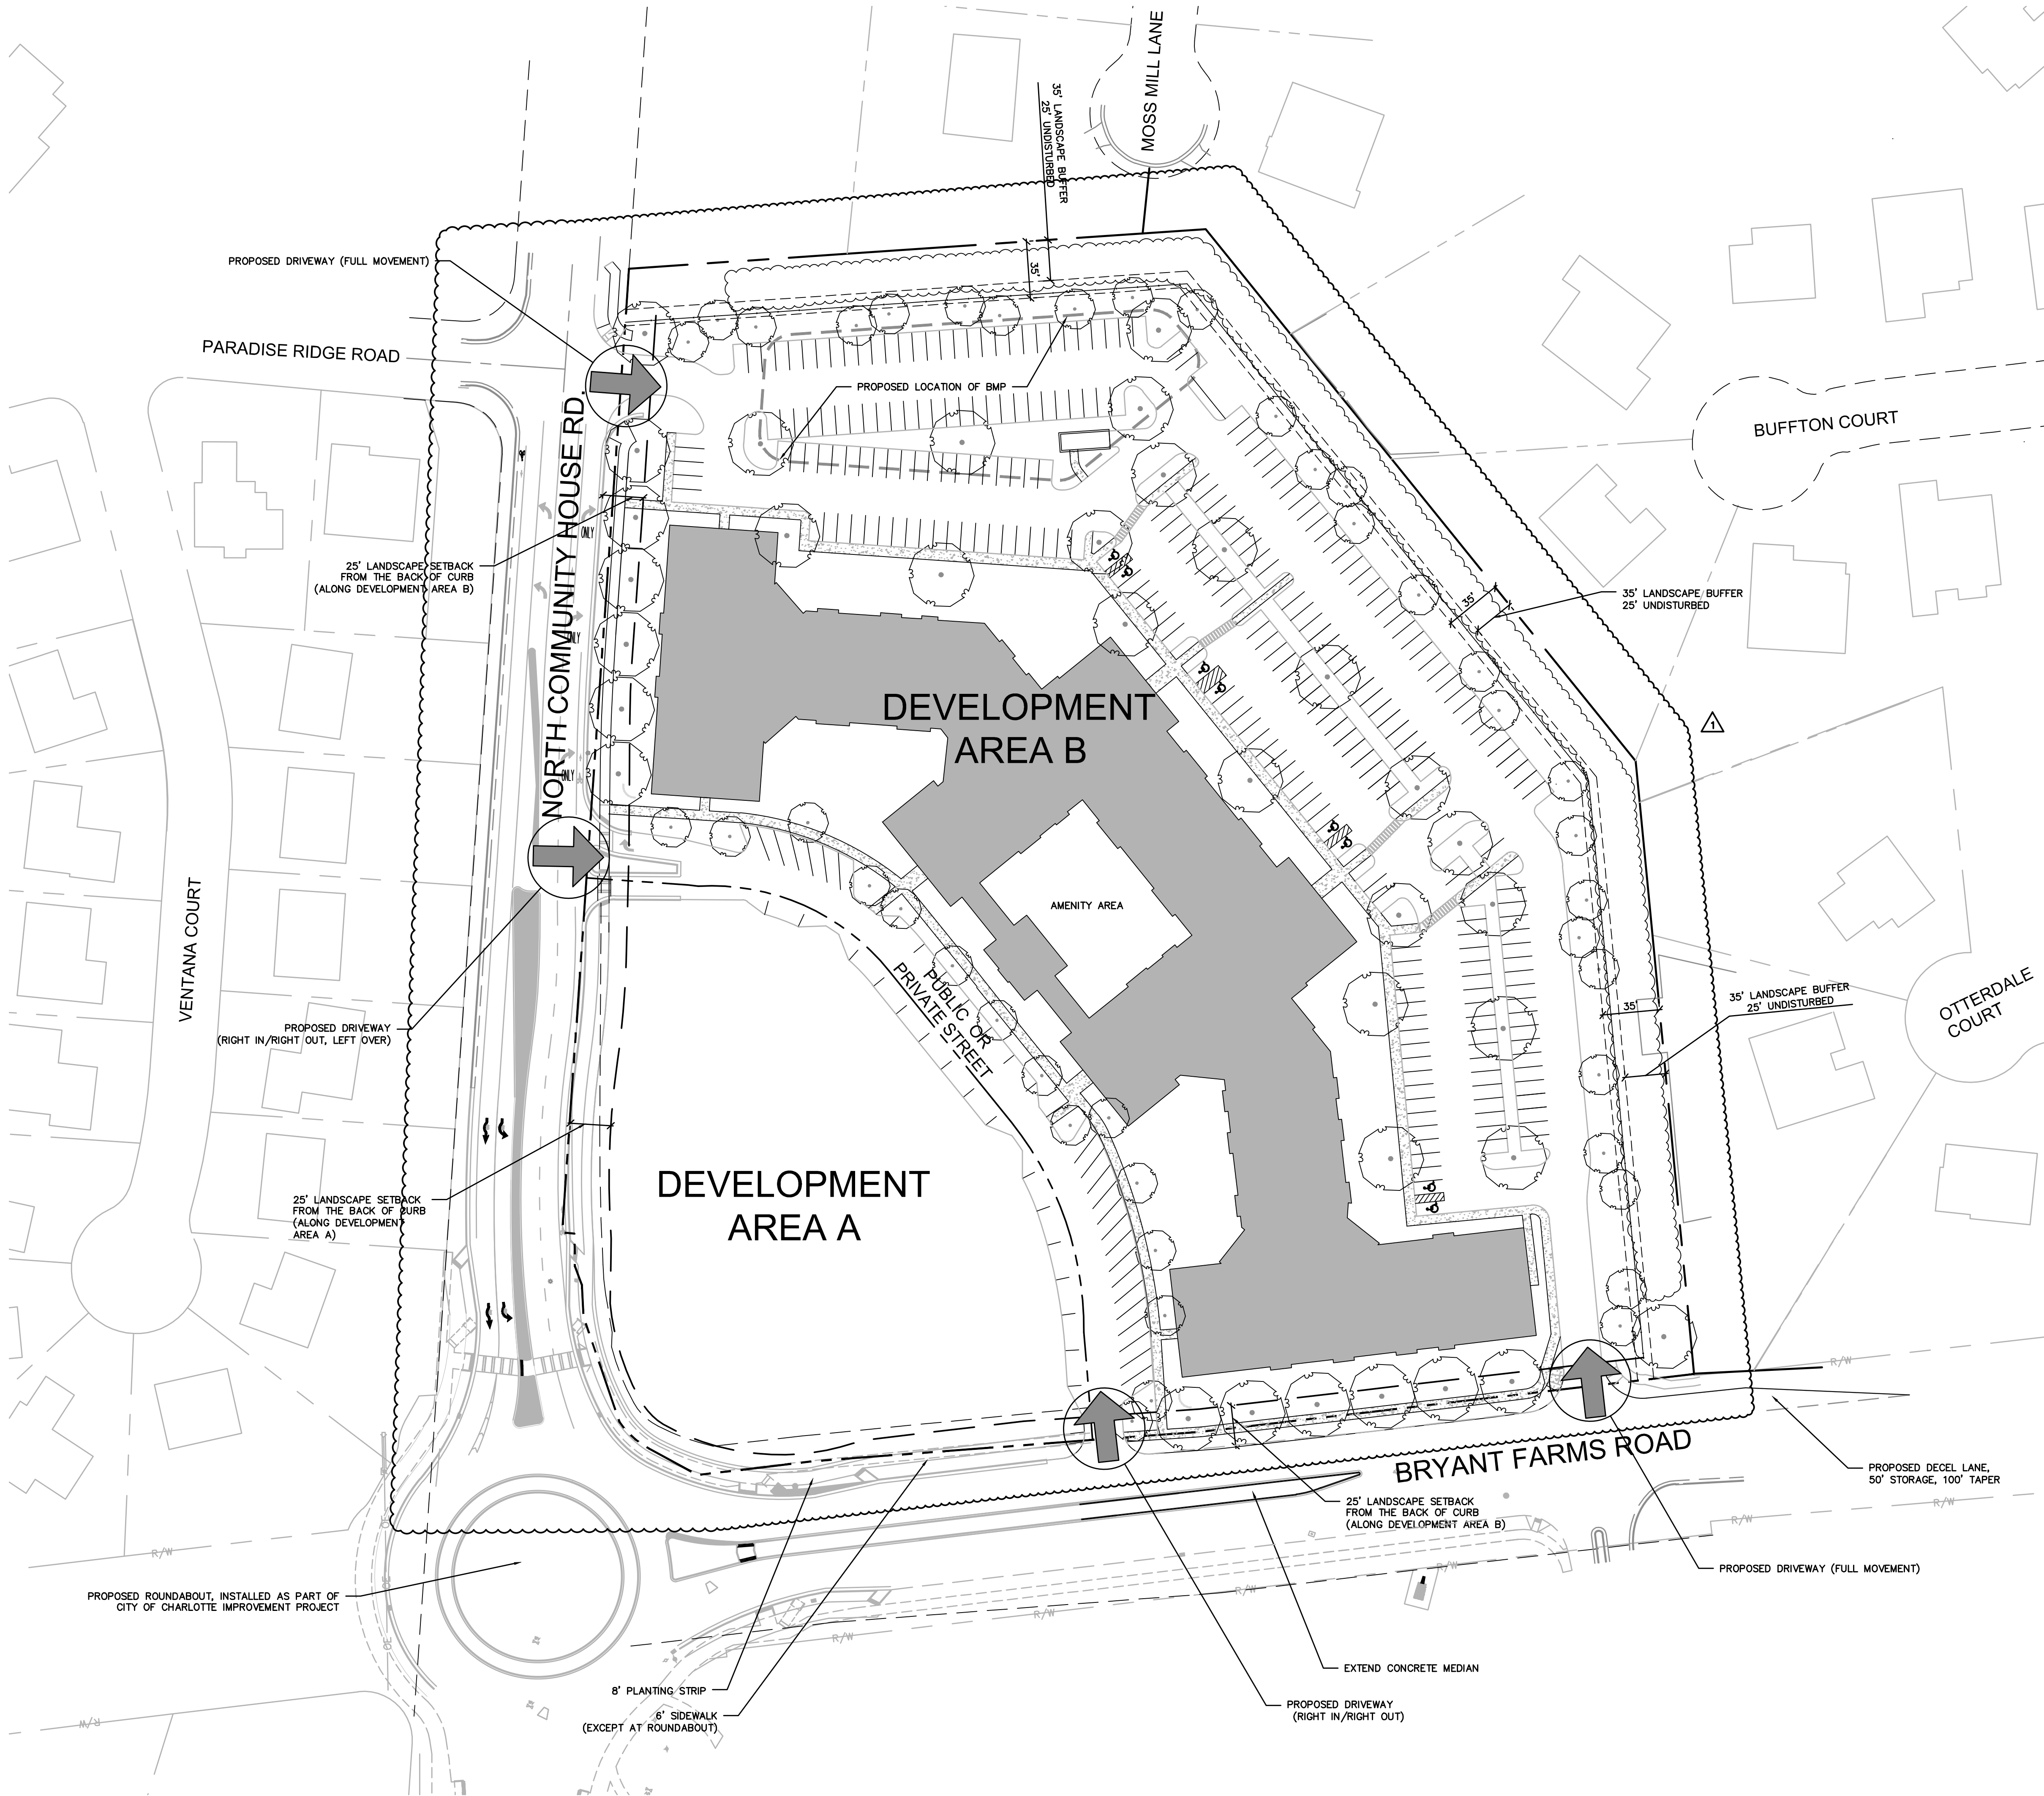 MOSS MILL LANE
35' LANDSCAPE BUFFER
25' UNDISTURBED
35'
PROPOSED DRIVEWAY (FULL MOVEMENT)
PARADISE RIDGE ROAD
PROPOSED LOCATION OF BMP
BUFFTON COURT
NORTH COMMUNITY HOUSE RD.
ONLY
ONLY
ONLY
25' LANDSCAPE SETBACK
FROM THE BACK OF CURB
(ALONG DEVELOPMENT AREA B)
35'
35' LANDSCAPE BUFFER
25' UNDISTURBED
1
DEVELOPMENT
AREA B
AMENITY AREA
VENTANA COURT
PUBLIC OR
PRIVATE STREET
35'
35' LANDSCAPE BUFFER
25' UNDISTURBED
OTTERDALE
COURT
PROPOSED DRIVEWAY
(RIGHT IN/RIGHT OUT, LEFT OVER)
DEVELOPMENT
AREA A
25' LANDSCAPE SETBACK
FROM THE BACK OF CURB
(ALONG DEVELOPMENT
AREA A)
R/W
BRYANT FARMS ROAD
PROPOSED DECEL LANE,
50' STORAGE, 100' TAPER
R/W
25' LANDSCAPE SETBACK
FROM THE BACK OF CURB
(ALONG DEVELOPMENT AREA B)
R/W
OE
R/W
R/W
PROPOSED DRIVEWAY (FULL MOVEMENT)
R/W
PROPOSED ROUNDABOUT, INSTALLED AS PART OF
CITY OF CHARLOTTE IMPROVEMENT PROJECT
OE
R/W
R/W
OE
EXTEND CONCRETE MEDIAN
8' PLANTING STRIP
6' SIDEWALK
(EXCEPT AT ROUNDABOUT)
PROPOSED DRIVEWAY
(RIGHT IN/RIGHT OUT)
R/W